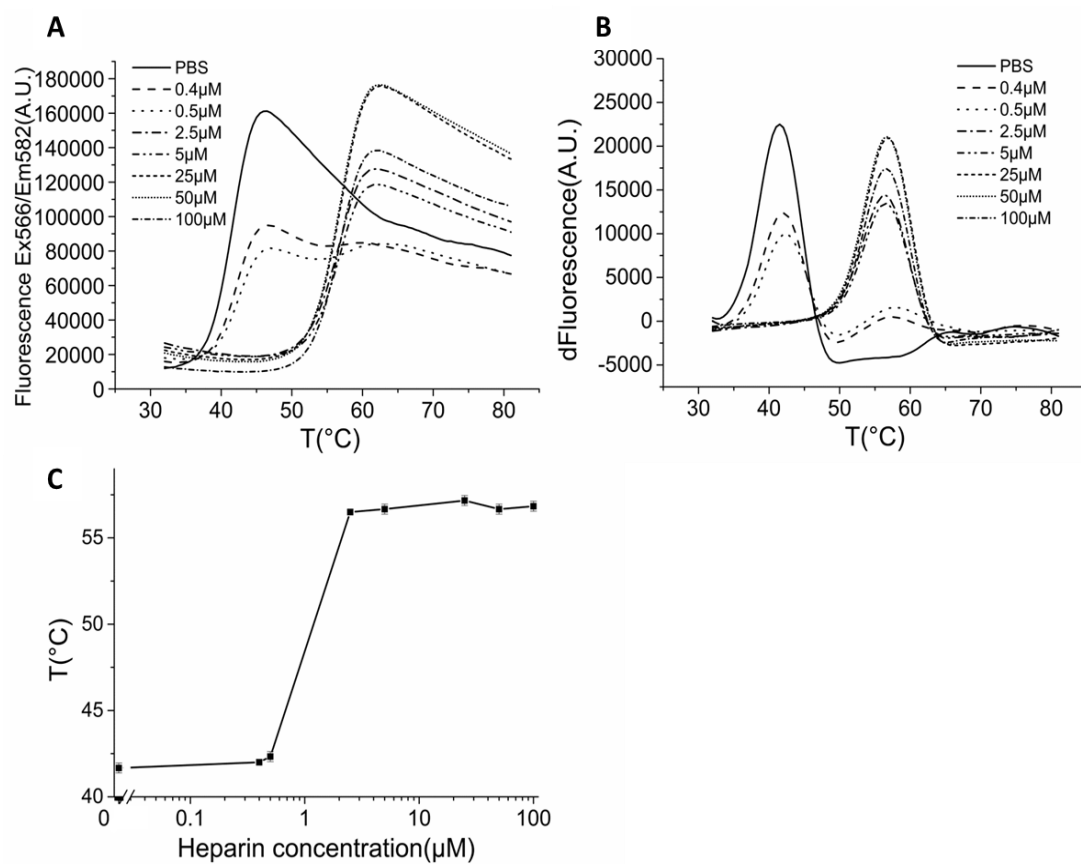 A
Fluorescence Ex566/Em582(A.U.)
180000
160000
140000
120000
100000
80000
60000
40000
20000
0
PBS
0.4µM
0.5µM
2.5µM
5µM
25µM
50µM
100µM
30 40 50 60 70 80
T(°C)
B
dFluorescence(A.U.)
30000
25000
20000
15000
10000
5000
0
-5000
PBS
0.4µM
0.5µM
2.5µM
5µM
25µM
50µM
100µM
30 40 50 60 70 80
T(°C)
C
T(°C)
55
50
45
40
0 0.1 1 10 100
Heparin concentration(µM)